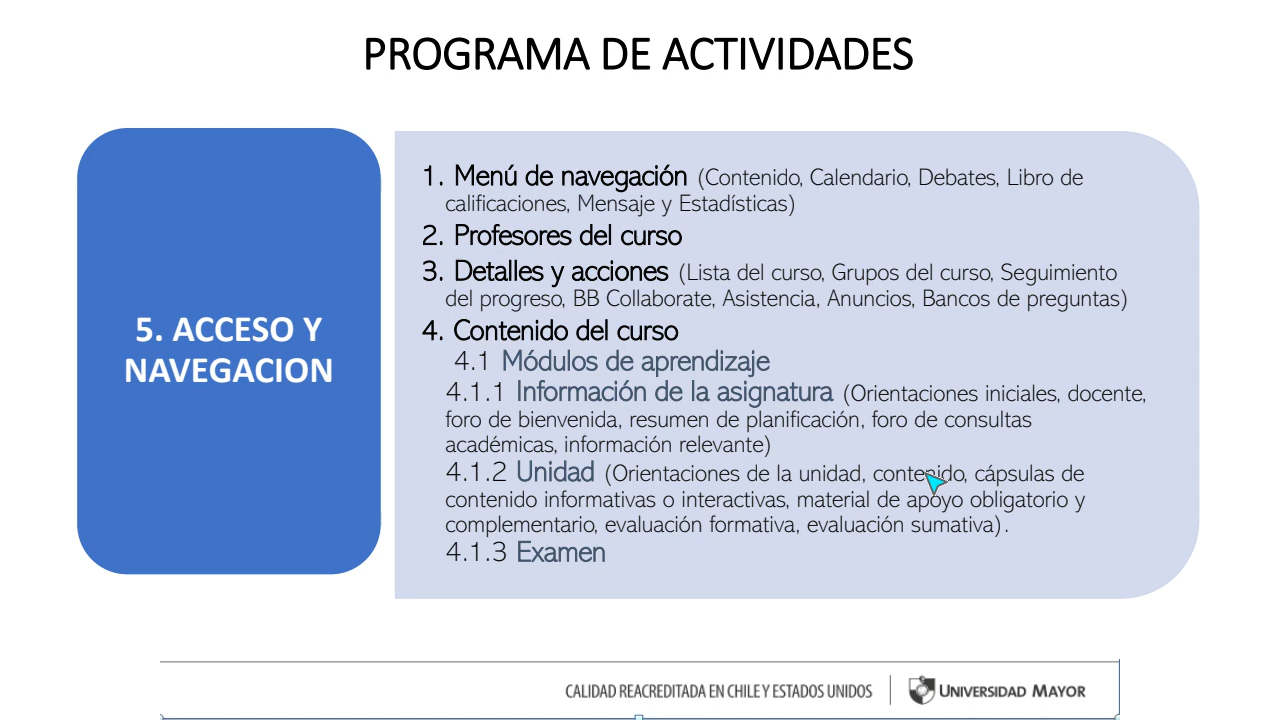 PROGRAMA DE ACTIVIDADES
5. ACCESO Y
NAVEGACION
1. Menú de navegación (Contenido, Calendario, Debates, Libro de
calificaciones, Mensaje y Estadísticas)
2. Profesores del curso
3. Detalles y acciones (Lista del curso, Grupos del curso, Seguimiento
del progreso, BB Collaborate, Asistencia, Anuncios, Bancos de preguntas)
4. Contenido del curso
4.1 Módulos de aprendizaje
4.1.1 Información de la asignatura (Orientaciones iniciales, docente,
foro de bienvenida, resumen de planificación, foro de consultas
académicas, información relevante)
4.1.2 Unidad (Orientaciones de la unidad, contenido, cápsulas de
contenido informativas o interactivas, material de apoyo obligatorio y
complementario, evaluación formativa, evaluación sumativa).
4.1.3 Examen
CALIDAD REACREDITADA EN CHILE Y ESTADOS UNIDOS
UNIVERSIDAD MAYOR